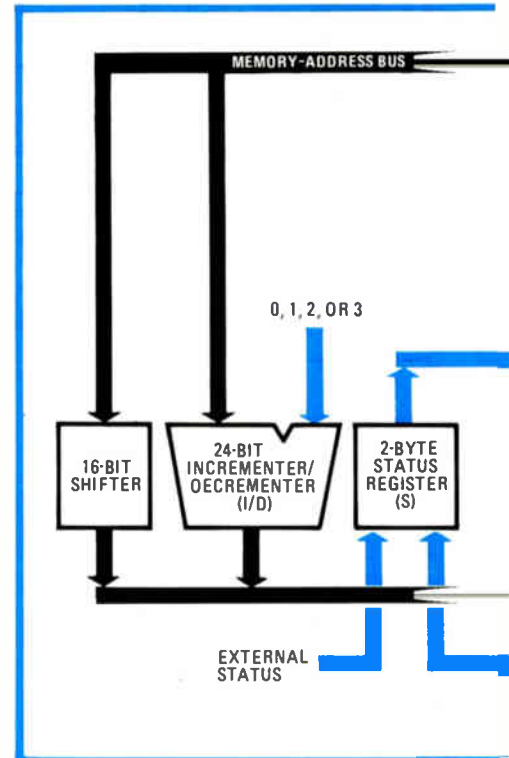 MEMORY-ADDRESS BUS
0, 1, 2, OR 3
16-BIT
SHIFTER
24-BIT
INCREMENTER/
OECREMENTER
(I/D)
2-BYTE
STATUS
REGISTER
(S)
EXTERNAL
STATUS